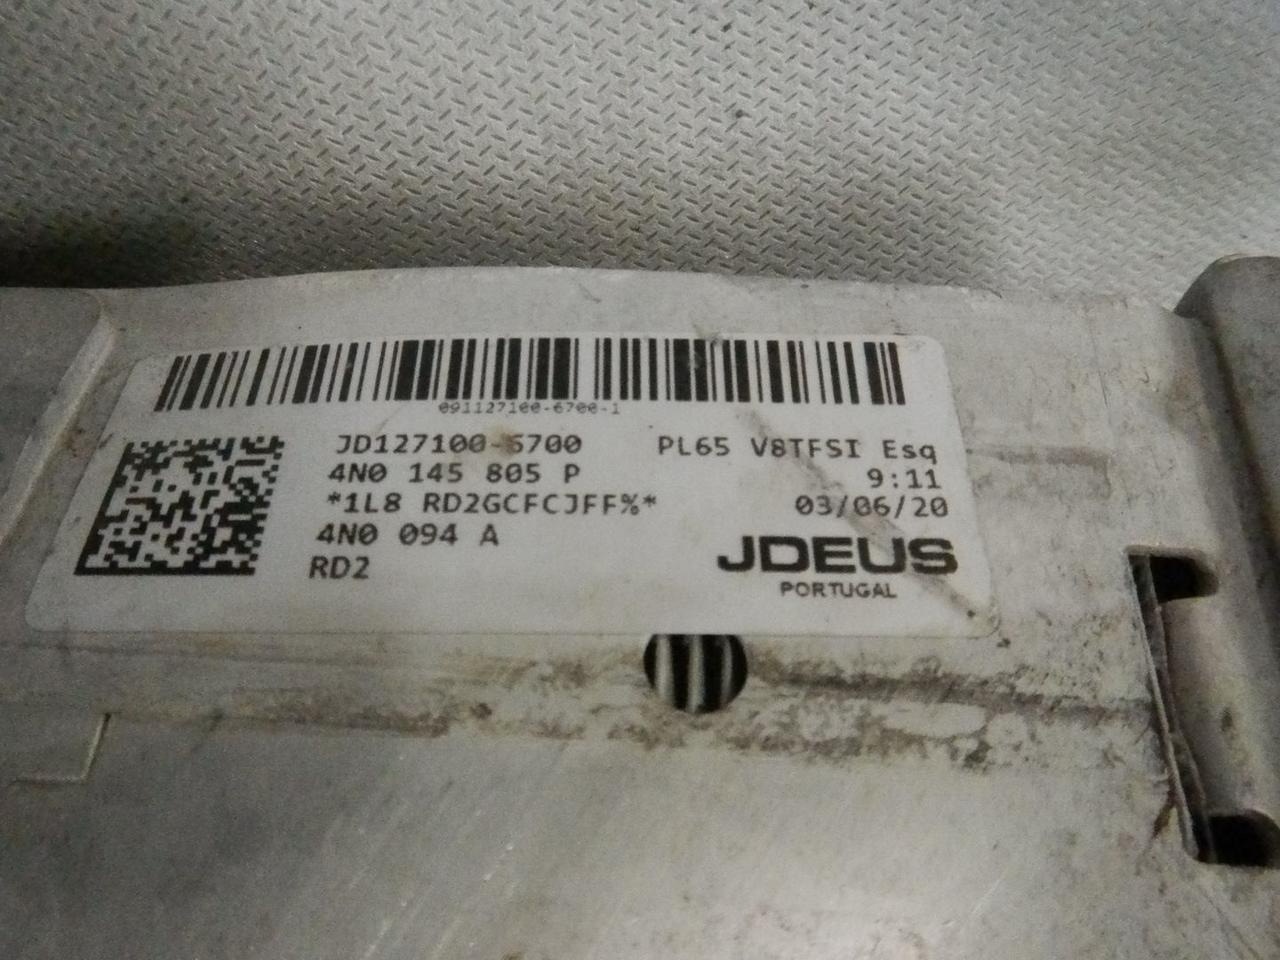 091127100-6700-1
JD127100-6700 PL65 V8TFSI Esq
4N0 145 805 P 9:11
*1L8 RD2GCFCJFF%* 03/06/20
4N0 094 A
RD2
JDEUS
PORTUGAL